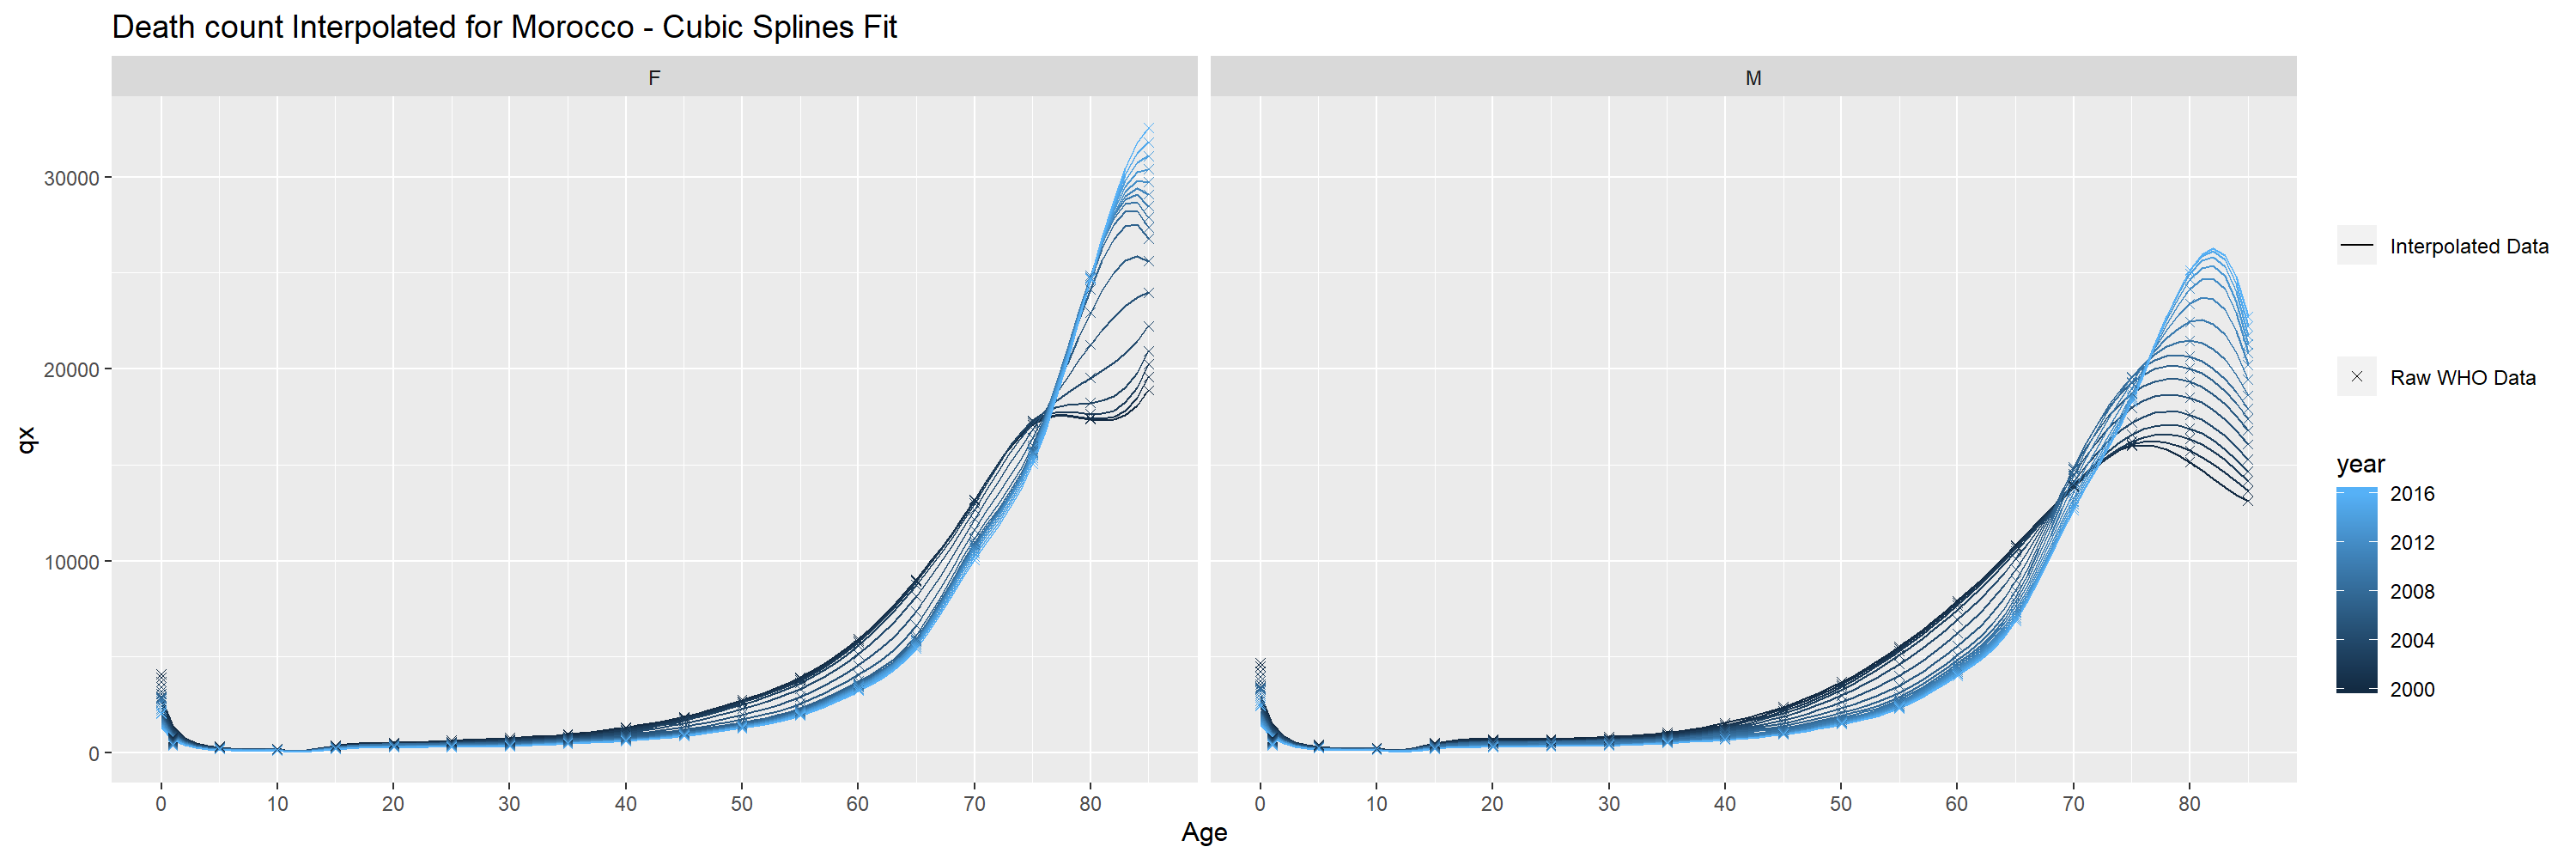 Death count Interpolated for Morocco - Cubic Splines Fit
F
M
qx
30000
20000
10000
0
0 10 20 30 40 50 60 70 80
0 10 20 30 40 50 60 70 80
Age
Interpolated Data
Raw WHO Data
year
2016
2012
2008
2004
2000